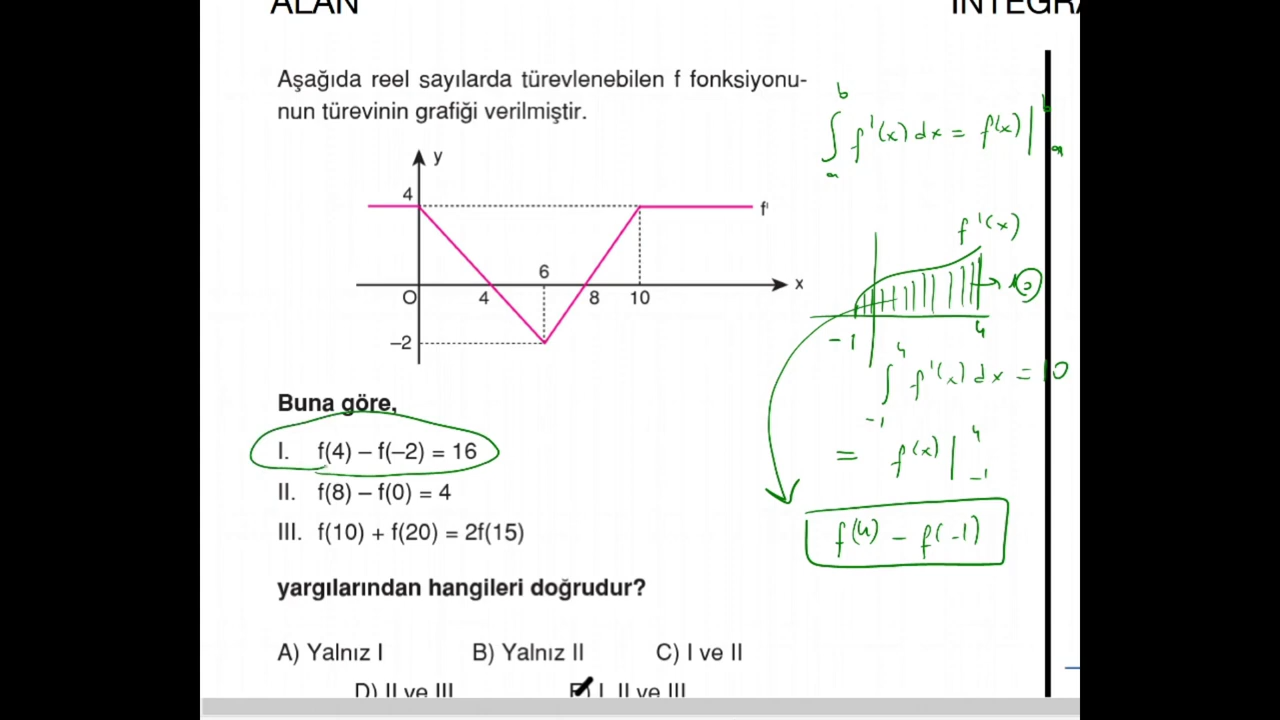 ALAN
INTEGRA
Aşağıda reel sayılarda türevlenebilen f fonksiyonu-
nun türevinin grafiği verilmiştir.
y
4
f'
6
x
O 4 8 10
–2
Buna göre,
I. f(4) – f(–2) = 16
II. f(8) – f(0) = 4
III. f(10) + f(20) = 2f(15)
yargılarından hangileri doğrudur?
A) Yalnız I B) Yalnız II C) I ve II
D) II ve III E) I, II ve III
b
∫ f'(x) dx = f(x) | b
a a
f'(x)
-1 4
4
∫ f'(x) dx = 10
-1
= f(x) | 4
-1
f(4) - f(-1)